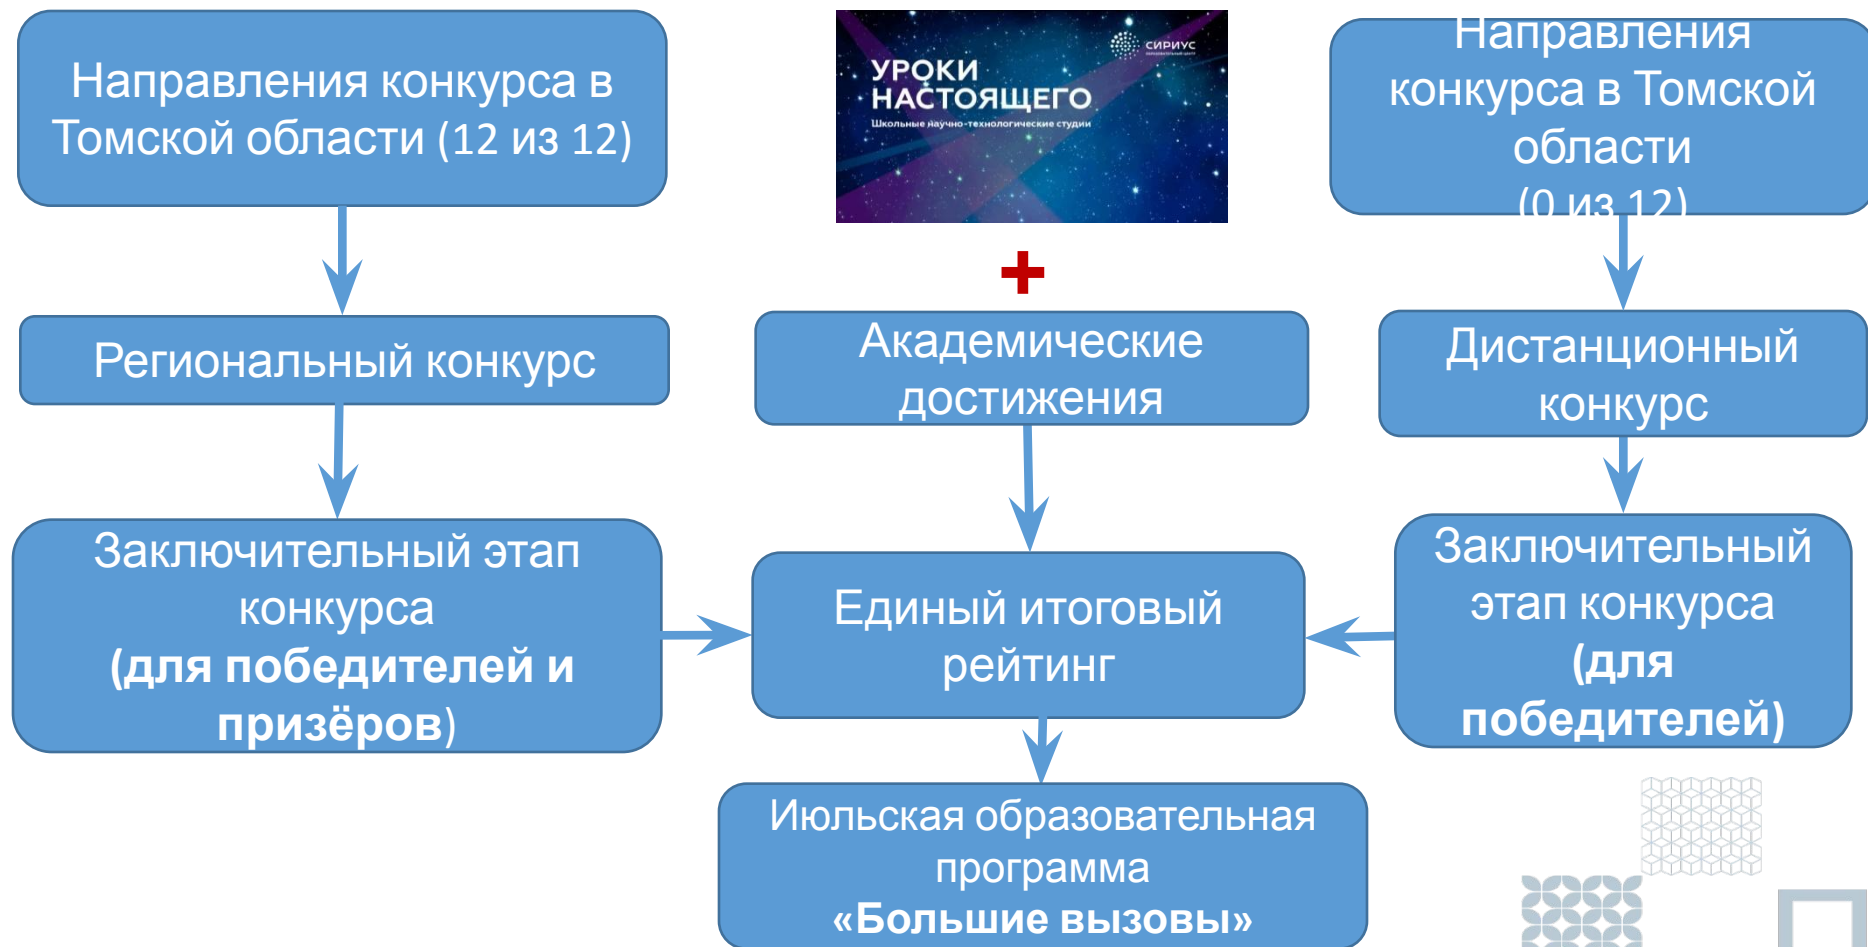 Направления конкурса в
Томской области (12 из 12)
Региональный конкурс
Заключительный этап
конкурса
(для победителей и
призёров)
СИРИУС
УРОКИ
НАСТОЯЩЕГО
Школьные научно-технологические студии
+
Академические
достижения
Единый итоговый
рейтинг
Июльская образовательная
программа
«Большие вызовы»
Направления
конкурса в Томской
области
(0 из 12)
Дистанционный
конкурс
Заключительный
этап конкурса
(для
победителей)